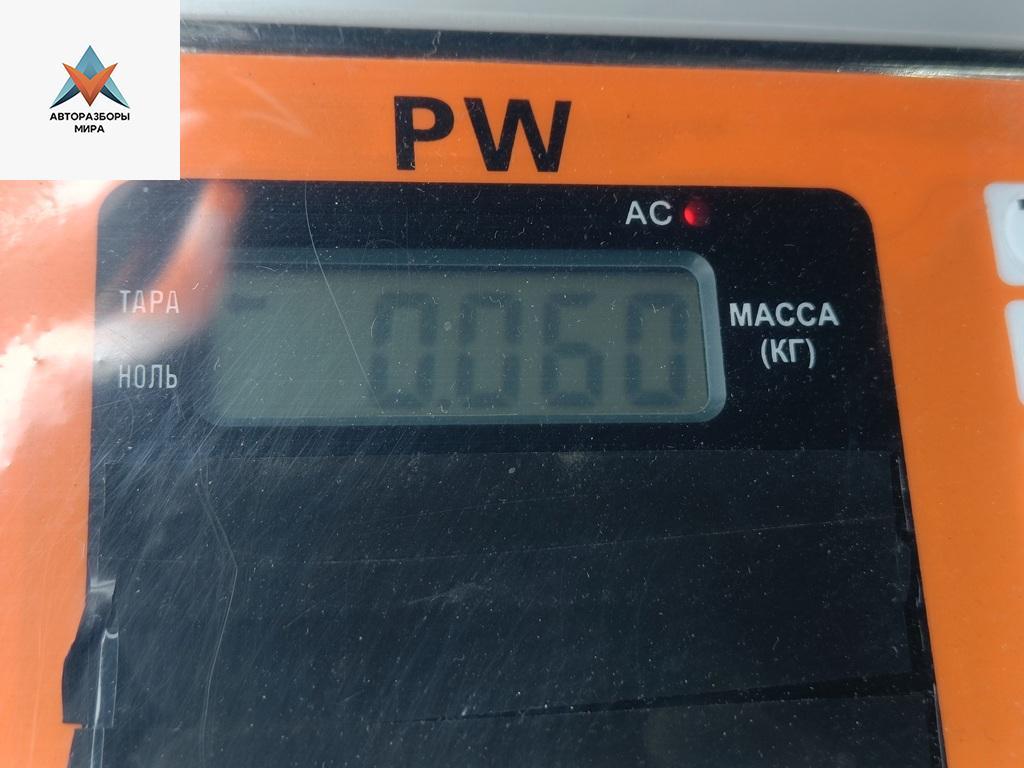 АВТОРАЗБОРЫ
МИРА
PW
AC
ТАРА
0.060
МАССА
(КГ)
НОЛЬ